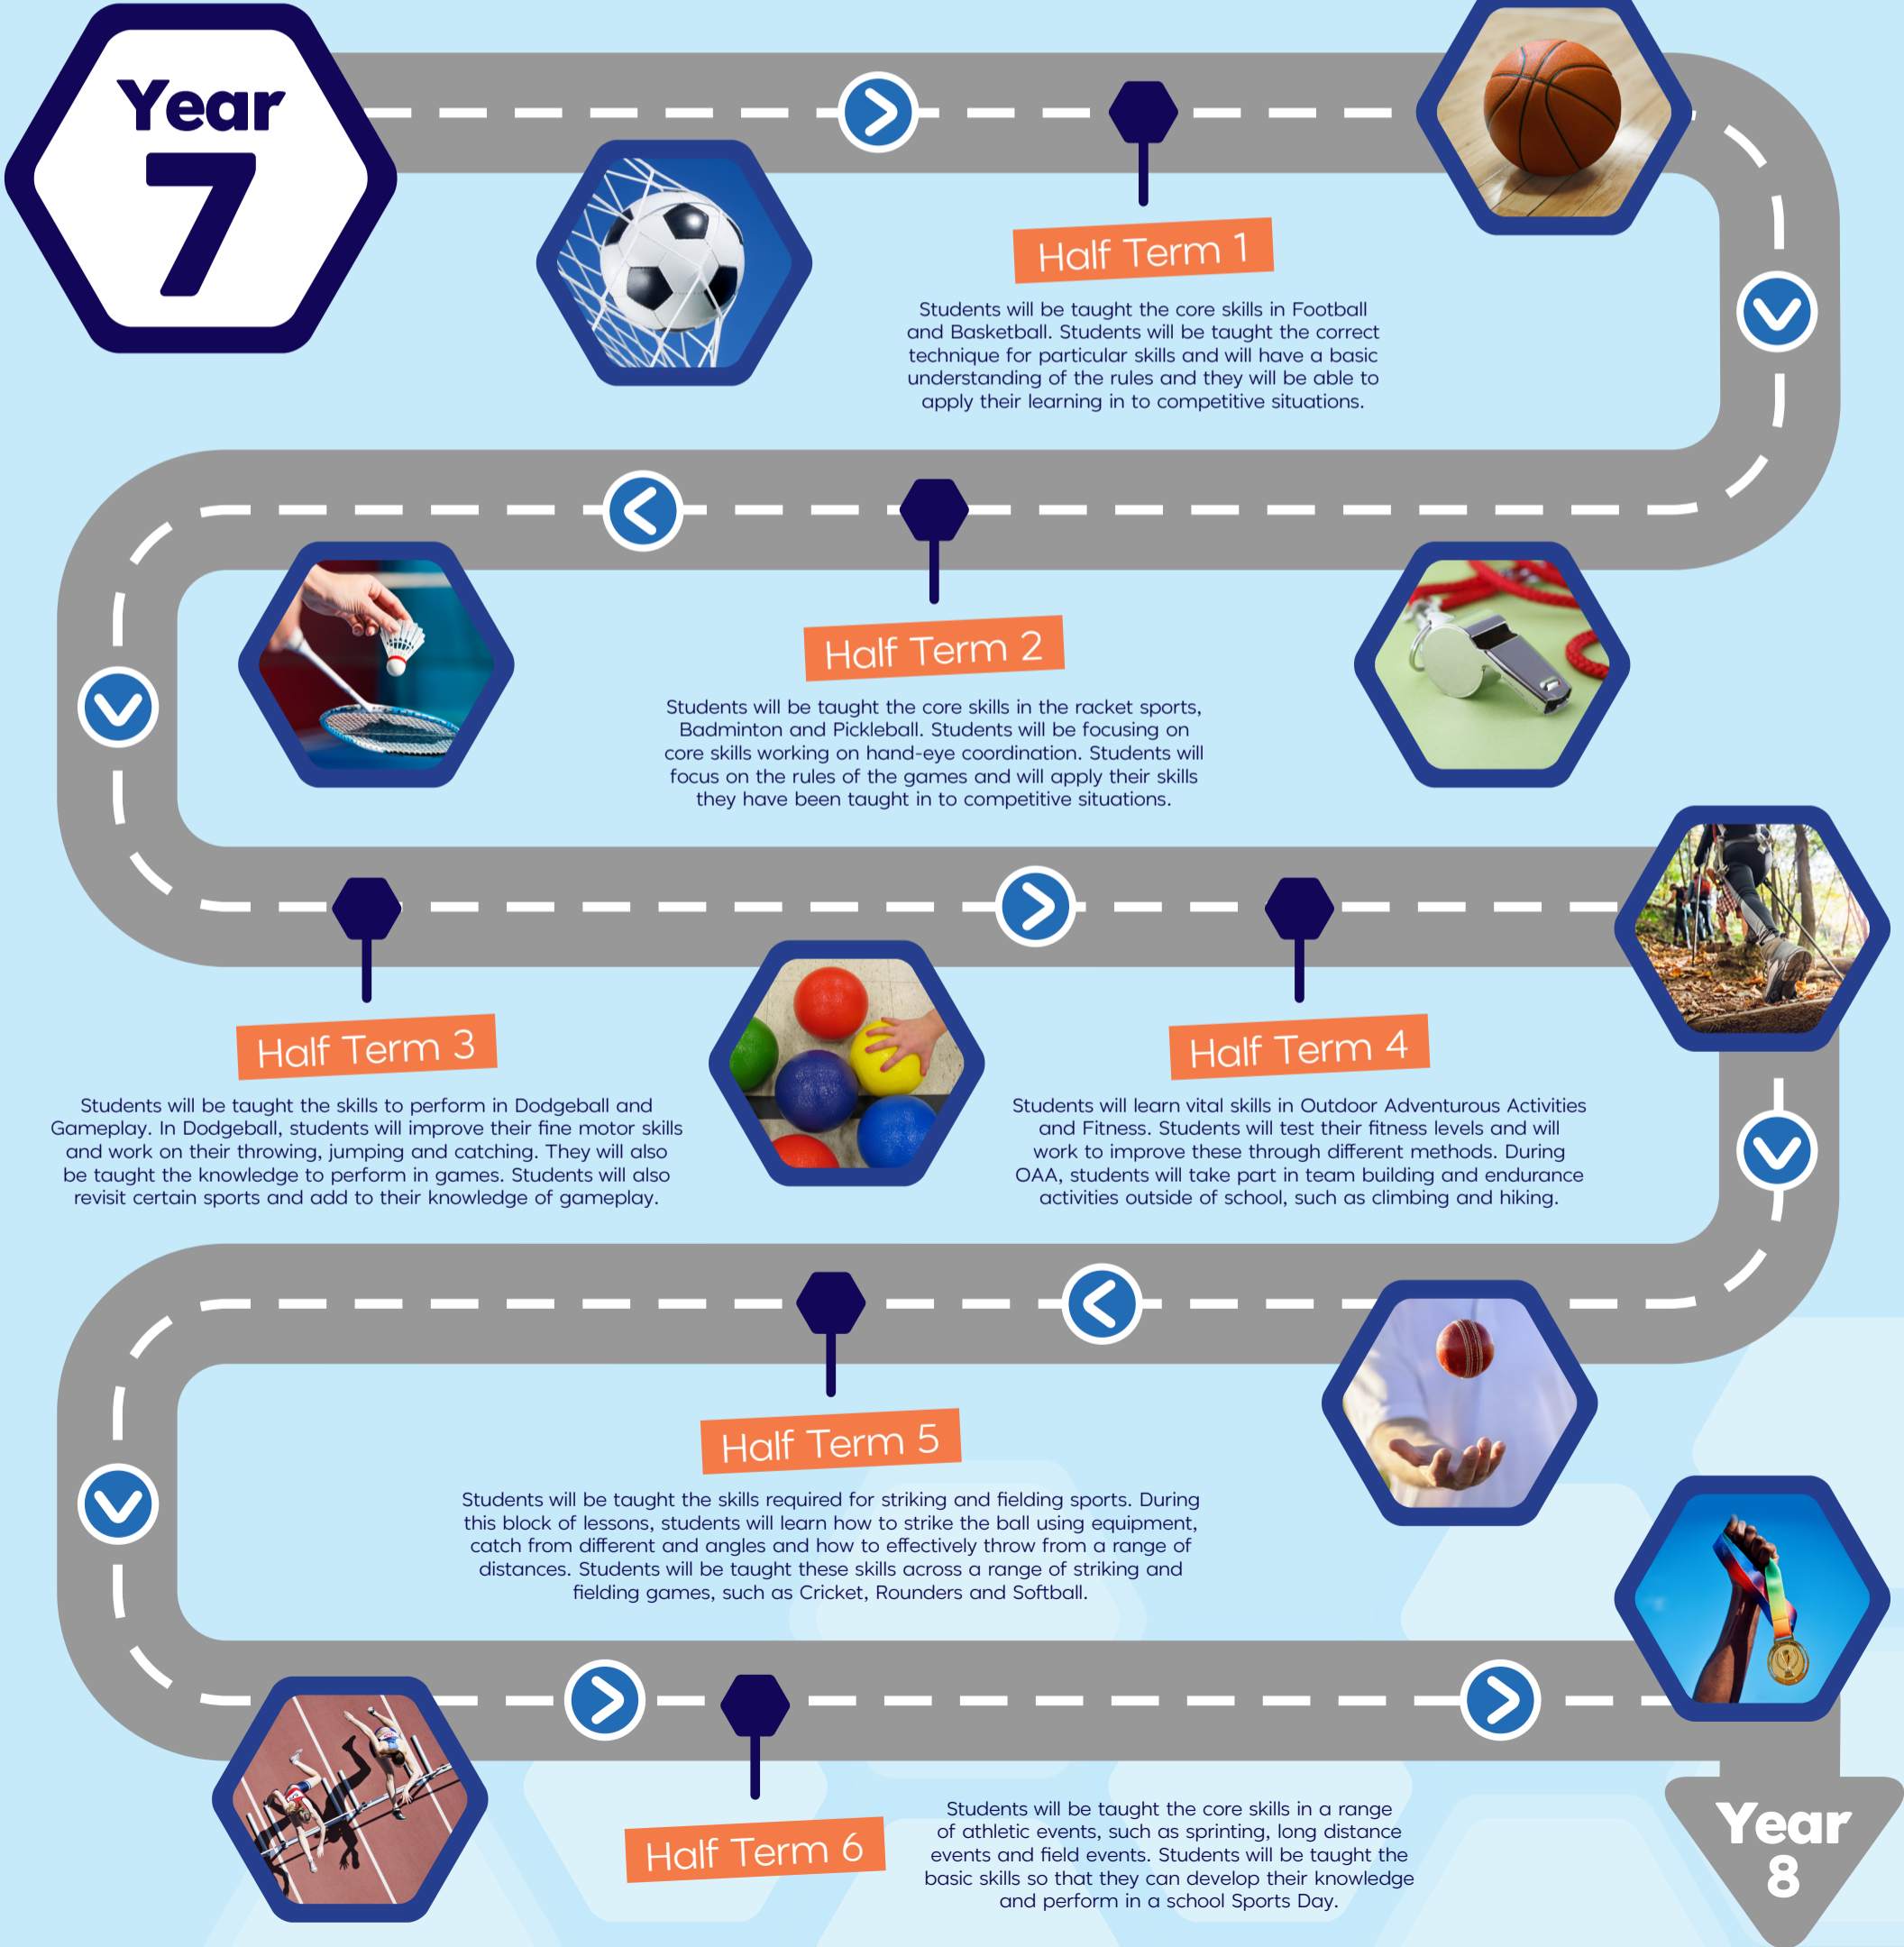 Year
7
Half Term 1
Students will be taught the core skills in Football
and Basketball. Students will be taught the correct
technique for particular skills and will have a basic
understanding of the rules and they will be able to
apply their learning in to competitive situations.
Half Term 2
Students will be taught the core skills in the racket sports,
Badminton and Pickleball. Students will be focusing on
core skills working on hand-eye coordination. Students will
focus on the rules of the games and will apply their skills
they have been taught in to competitive situations.
Half Term 3
Students will be taught the skills to perform in Dodgeball and
Gameplay. In Dodgeball, students will improve their fine motor skills
and work on their throwing, jumping and catching. They will also
be taught the knowledge to perform in games. Students will also
revisit certain sports and add to their knowledge of gameplay.
Half Term 4
Students will learn vital skills in Outdoor Adventurous Activities
and Fitness. Students will test their fitness levels and will
work to improve these through different methods. During
OAA, students will take part in team building and endurance
activities outside of school, such as climbing and hiking.
Half Term 5
Students will be taught the skills required for striking and fielding sports. During
this block of lessons, students will learn how to strike the ball using equipment,
catch from different and angles and how to effectively throw from a range of
distances. Students will be taught these skills across a range of striking and
fielding games, such as Cricket, Rounders and Softball.
Half Term 6
Students will be taught the core skills in a range
of athletic events, such as sprinting, long distance
events and field events. Students will be taught the
basic skills so that they can develop their knowledge
and perform in a school Sports Day.
Year
8